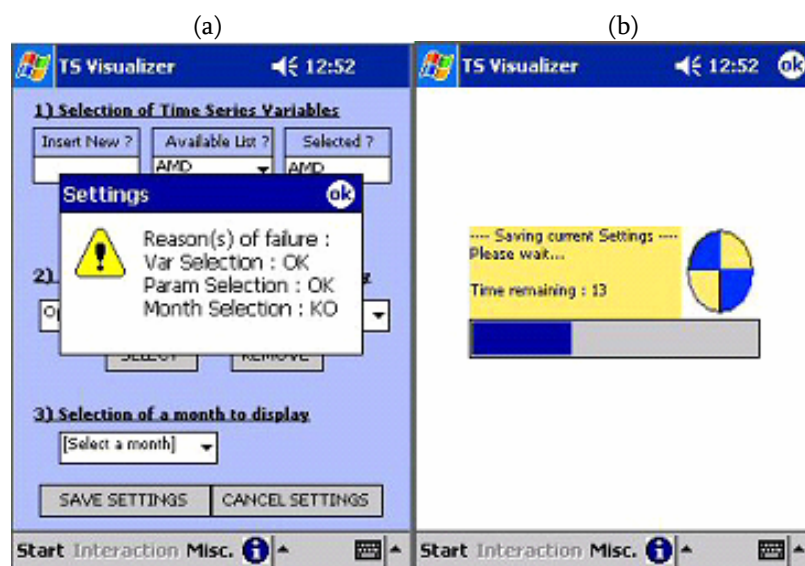 (a)
(b)
TS Visualizer 12:52
TS Visualizer 12:52 ok
1) Selection of Time Series Variables
Insert New ? Available List ? Selected ?
AMD AMD
Settings ok
Reason(s) of failure :
Var Selection : OK
Param Selection : OK
Month Selection : KO
2)
SELECT REMOVE
3) Selection of a month to display
[Select a month]
SAVE SETTINGS CANCEL SETTINGS
Start Interaction Misc.
---- Saving current Settings ----
Please wait...
Time remaining : 13
Start Interaction Misc.